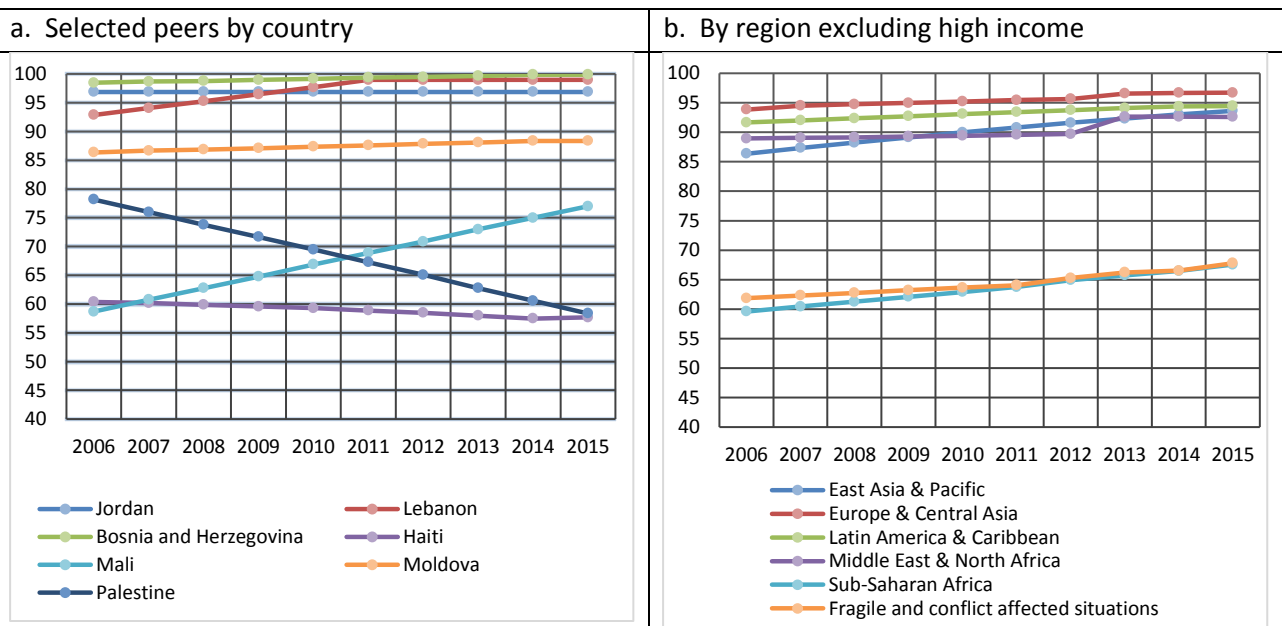 a. Selected peers by country
100
95
90
85
80
75
70
65
60
55
50
45
40
2006 2007 2008 2009 2010 2011 2012 2013 2014 2015
Jordan Lebanon
Bosnia and Herzegovina Haiti
Mali Moldova
Palestine
b. By region excluding high income
100
95
90
85
80
75
70
65
60
55
50
45
40
2006 2007 2008 2009 2010 2011 2012 2013 2014 2015
East Asia & Pacific
Europe & Central Asia
Latin America & Caribbean
Middle East & North Africa
Sub-Saharan Africa
Fragile and conflict affected situations